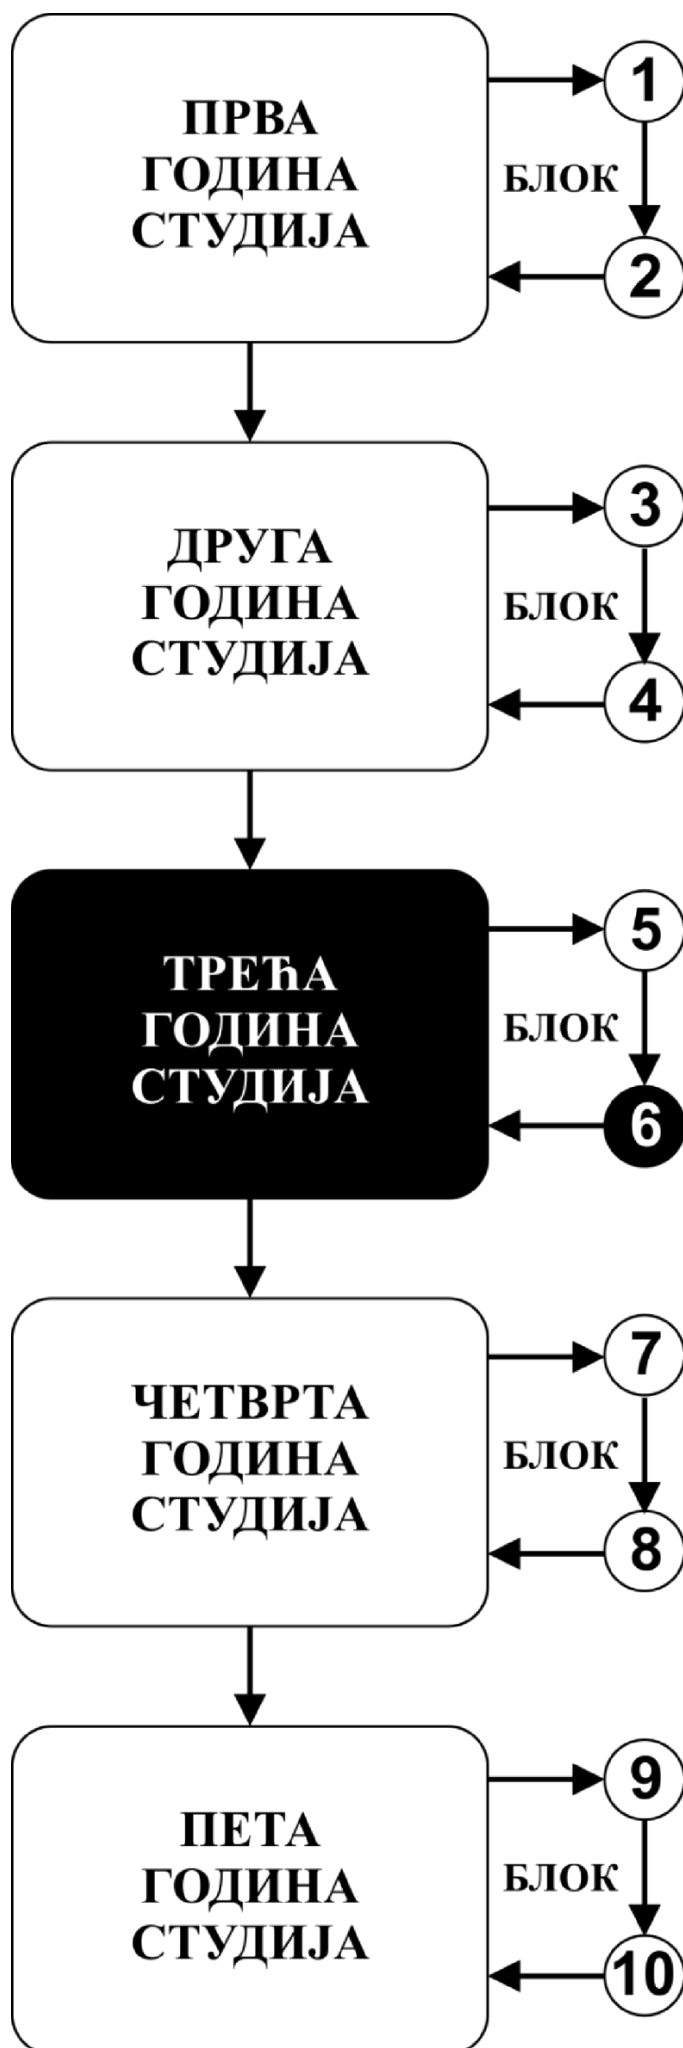 ПРВА
ГОДИНА
СТУДИЈА
1
БЛОК
2
ДРУГА
ГОДИНА
СТУДИЈА
3
БЛОК
4
ТРЕЋА
ГОДИНА
СТУДИЈА
5
БЛОК
6
ЧЕТВРТА
ГОДИНА
СТУДИЈА
7
БЛОК
8
ПЕТА
ГОДИНА
СТУДИЈА
9
БЛОК
10